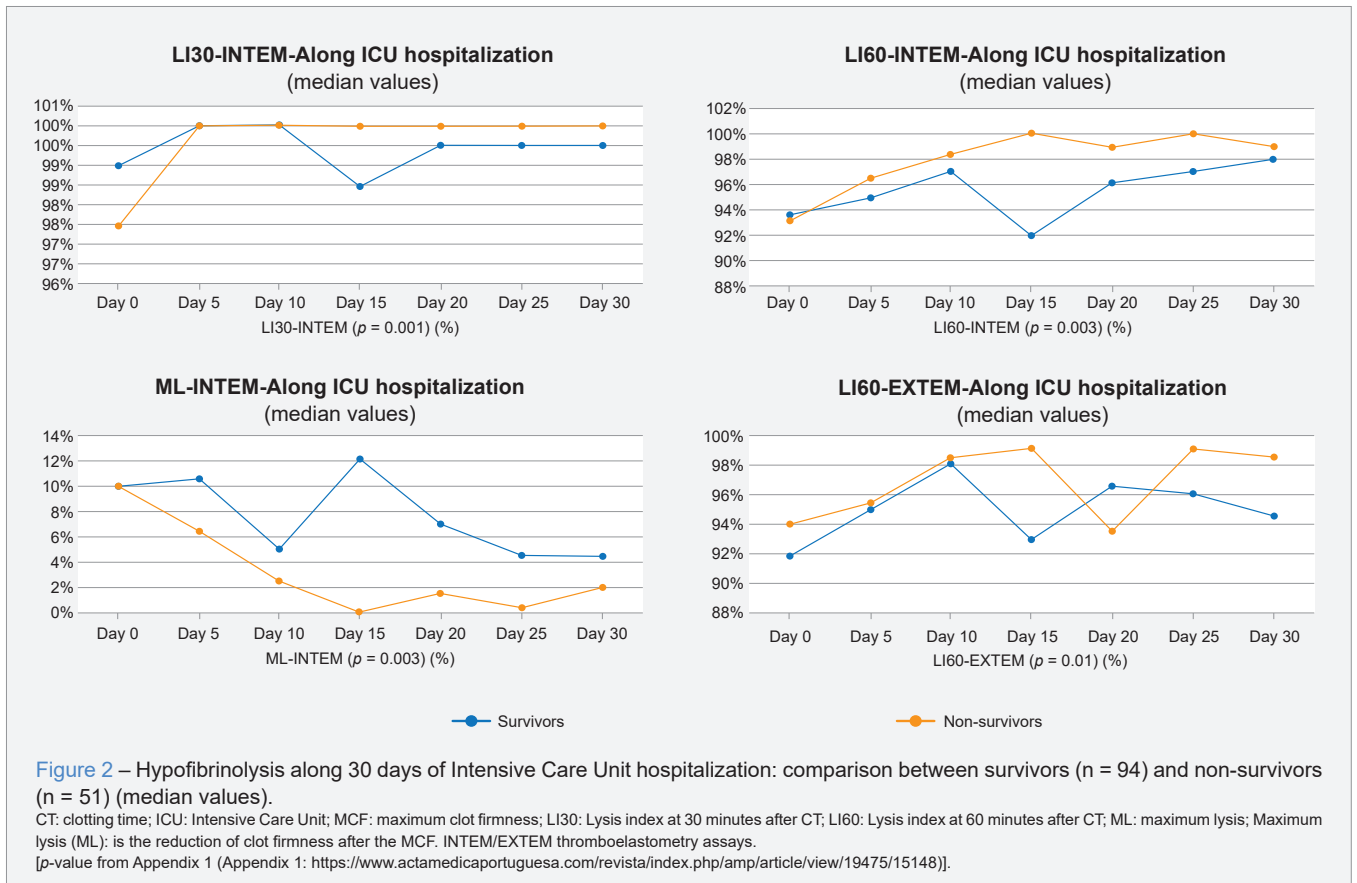 LI30-INTEM-Along ICU hospitalization
(median values)
101%
100%
100%
99%
99%
98%
98%
97%
97%
96%
Day 0 Day 5 Day 10 Day 15 Day 20 Day 25 Day 30
LI30-INTEM (p = 0.001) (%)
LI60-INTEM-Along ICU hospitalization
(median values)
102%
100%
98%
96%
94%
92%
90%
88%
Day 0 Day 5 Day 10 Day 15 Day 20 Day 25 Day 30
LI60-INTEM (p = 0.003) (%)
ML-INTEM-Along ICU hospitalization
(median values)
14%
12%
10%
8%
6%
4%
2%
0%
Day 0 Day 5 Day 10 Day 15 Day 20 Day 25 Day 30
ML-INTEM (p = 0.003) (%)
LI60-EXTEM-Along ICU hospitalization
(median values)
100%
98%
96%
94%
92%
90%
88%
Day 0 Day 5 Day 10 Day 15 Day 20 Day 25 Day 30
LI60-EXTEM (p = 0.01) (%)
Survivors
Non-survivors
Figure 2 – Hypofibrinolysis along 30 days of Intensive Care Unit hospitalization: comparison between survivors (n = 94) and non-survivors
(n = 51) (median values).
CT: clotting time; ICU: Intensive Care Unit; MCF: maximum clot firmness; LI30: Lysis index at 30 minutes after CT; LI60: Lysis index at 60 minutes after CT; ML: maximum lysis; Maximum
lysis (ML): is the reduction of clot firmness after the MCF. INTEM/EXTEM thromboelastometry assays.
[p-value from Appendix 1 (Appendix 1: https://www.actamedicaportuguesa.com/revista/index.php/amp/article/view/19475/15148)].